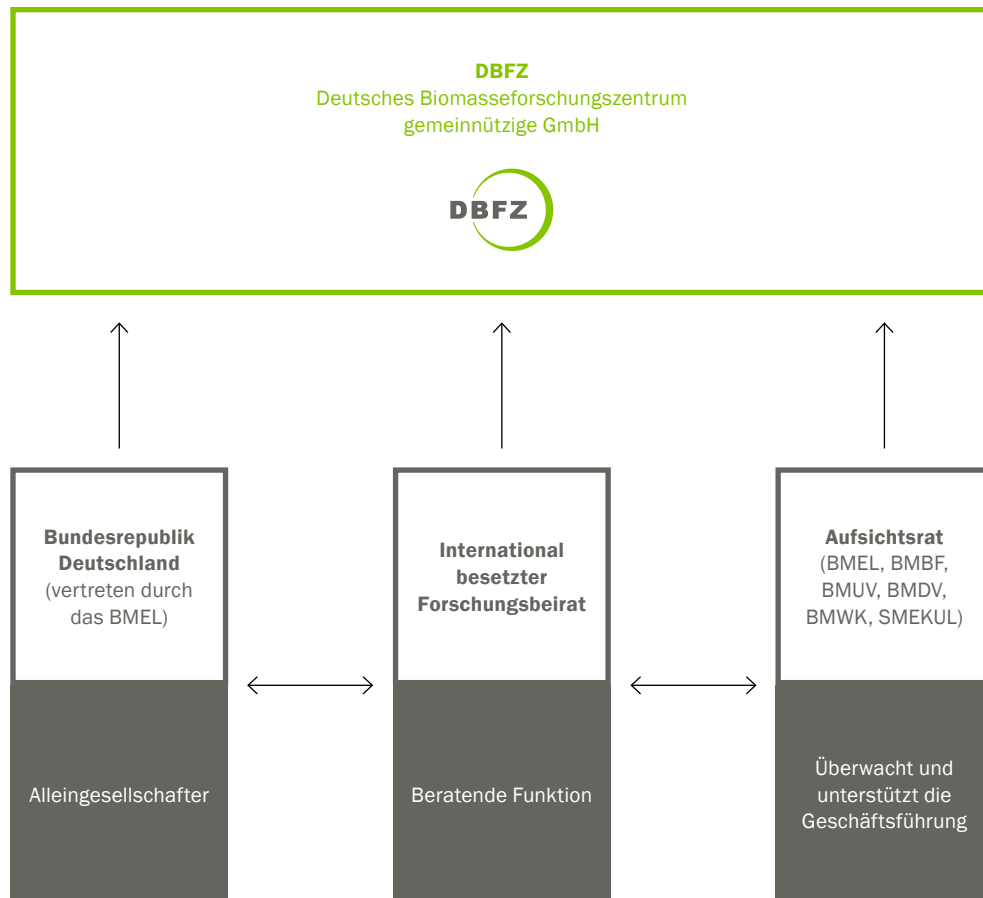 DBFZ
Deutsches Biomasseforschungszentrum
gemeinnützige GmbH
DBFZ
Bundesrepublik
Deutschland
(vertreten durch
das BMEL)
Alleingesellschafter
International
besetzter
Forschungsbeirat
Beratende Funktion
Aufsichtsrat
(BMEL, BMBF,
BMUV, BMDV,
BMWK, SMEKUL)
Überwacht und
unterstützt die
Geschäftsführung